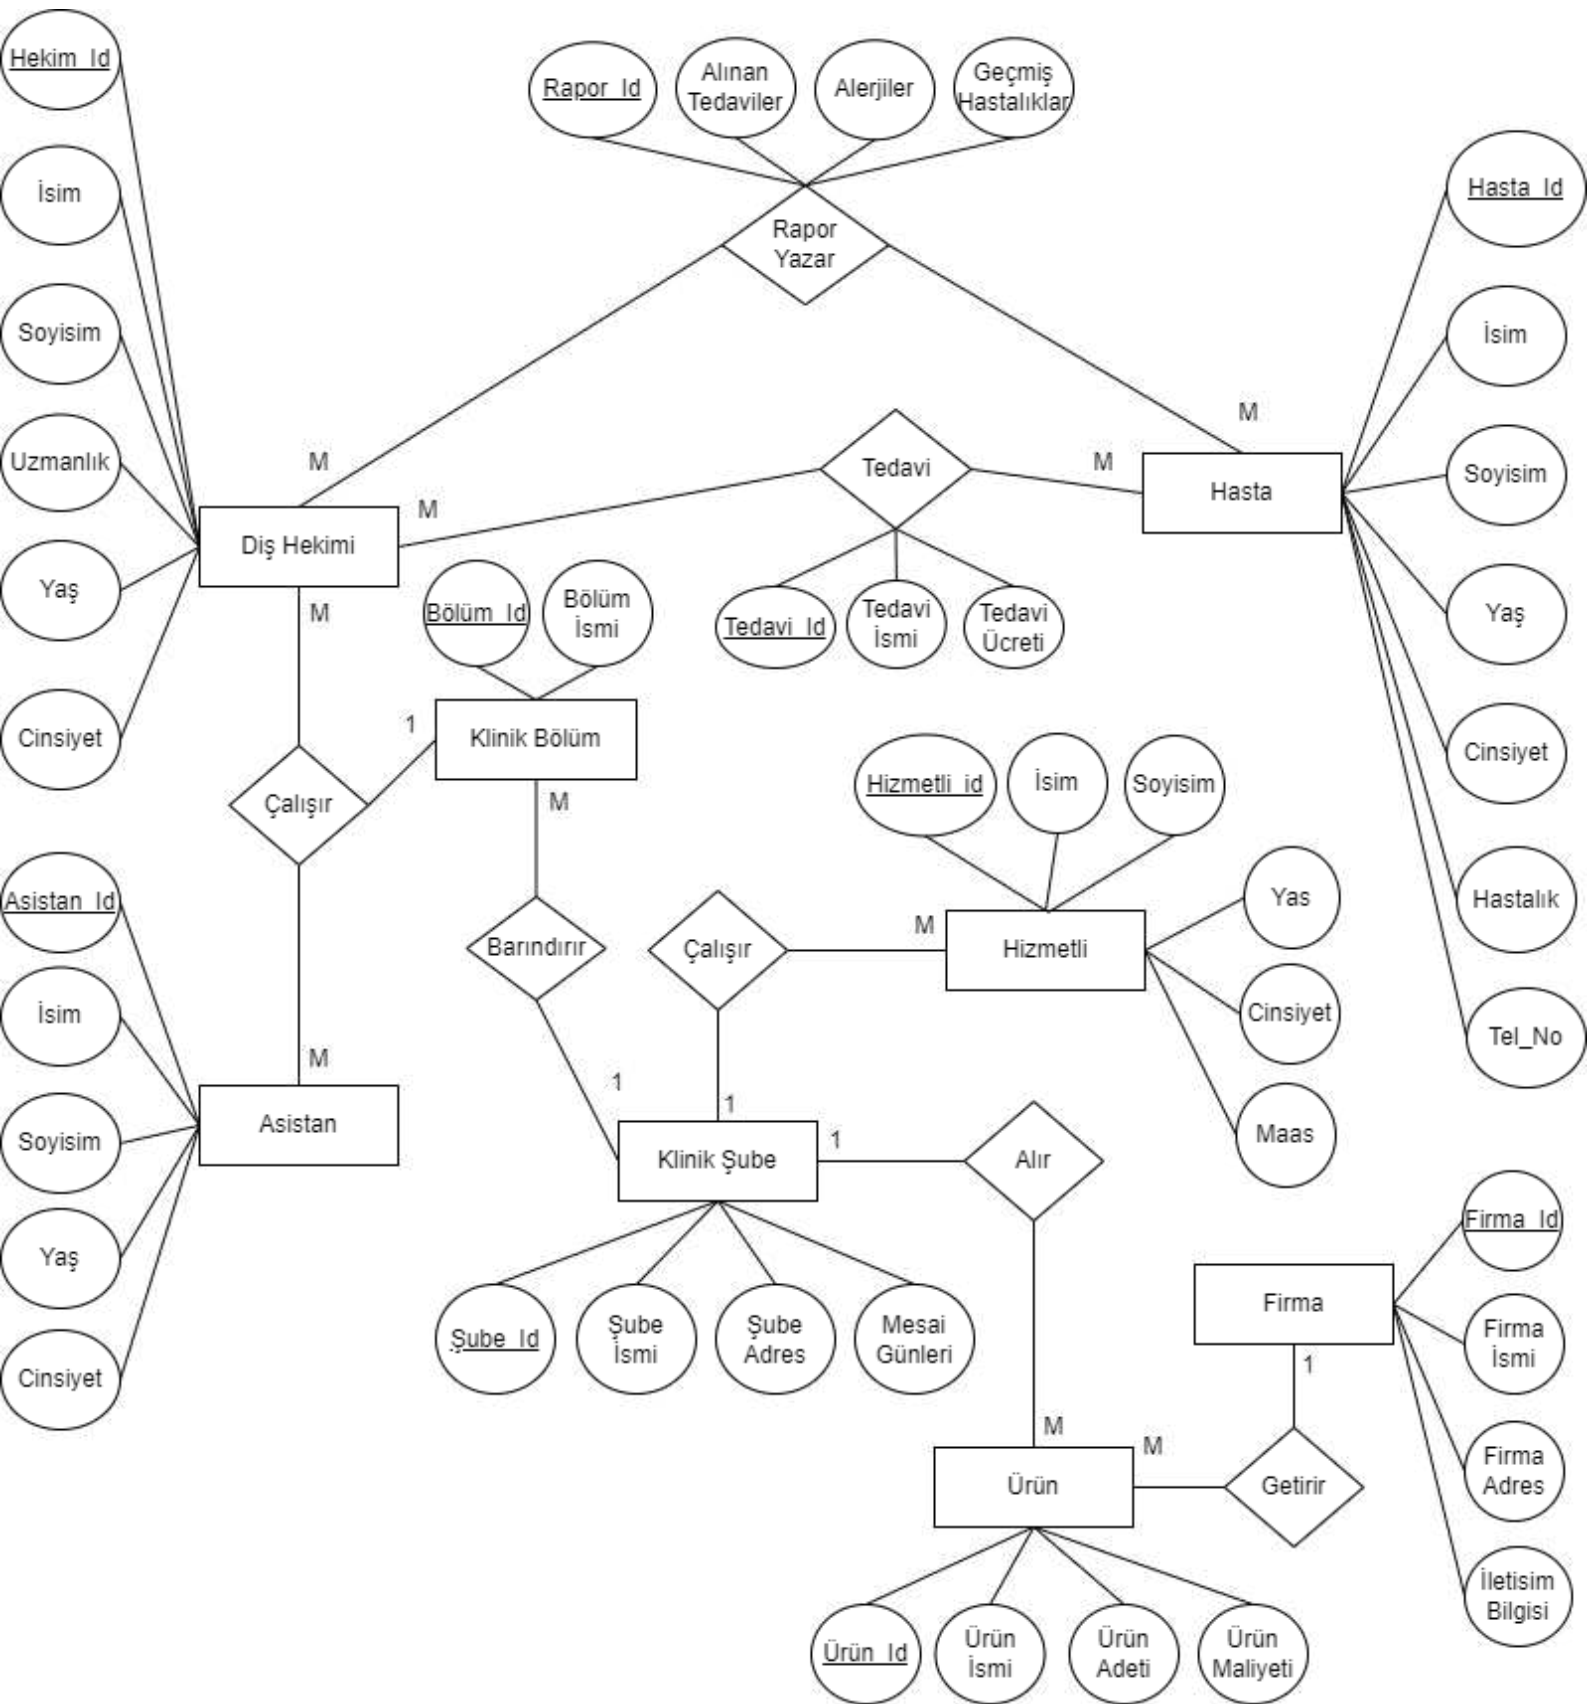 Hekim_Id
İsim
Soyisim
Uzmanlık
Yaş
Cinsiyet
Rapor_Id
Alınan
Tedaviler
Alerjiler
Geçmiş
Hastalıklar
Rapor
Yazar
Hasta_Id
İsim
Soyisim
Yaş
Cinsiyet
Hastalık
Tel_No
M
M
Diş Hekimi
M
Tedavi
M
Hasta
Tedavi_Id
Tedavi
İsmi
Tedavi
Ücreti
M
Bölüm_Id
Bölüm
İsmi
1
Klinik Bölüm
M
Çalışır
Hizmetli_id
İsim
Soyisim
Yas
Cinsiyet
Maas
Asistan_Id
İsim
Soyisim
Yaş
Cinsiyet
M
Asistan
Barındırır
Çalışır
M
Hizmetli
1
1
Klinik Şube
1
Alır
Şube_Id
Şube
İsmi
Şube
Adres
Mesai
Günleri
Firma
1
Firma_Id
Firma
İsmi
Firma
Adres
İletisim
Bilgisi
M
M
Ürün
Getirir
Ürün_Id
Ürün
İsmi
Ürün
Adeti
Ürün
Maliyeti